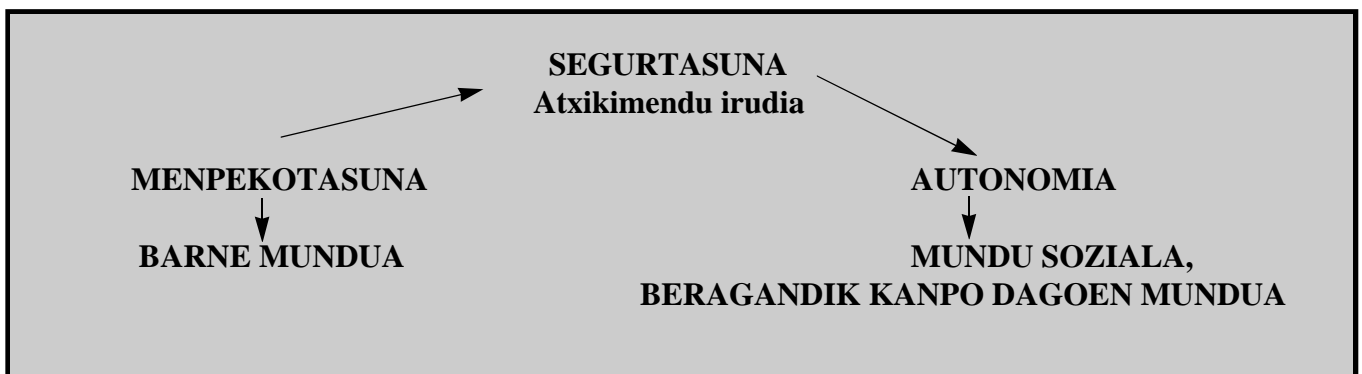 SEGURTASUNA
Atxikimendu irudia
MENPEKOTASUNA
AUTONOMIA
BARNE MUNDUA
MUNDU SOZIALA,
BERAGANDIK KANPO DAGOEN MUNDUA